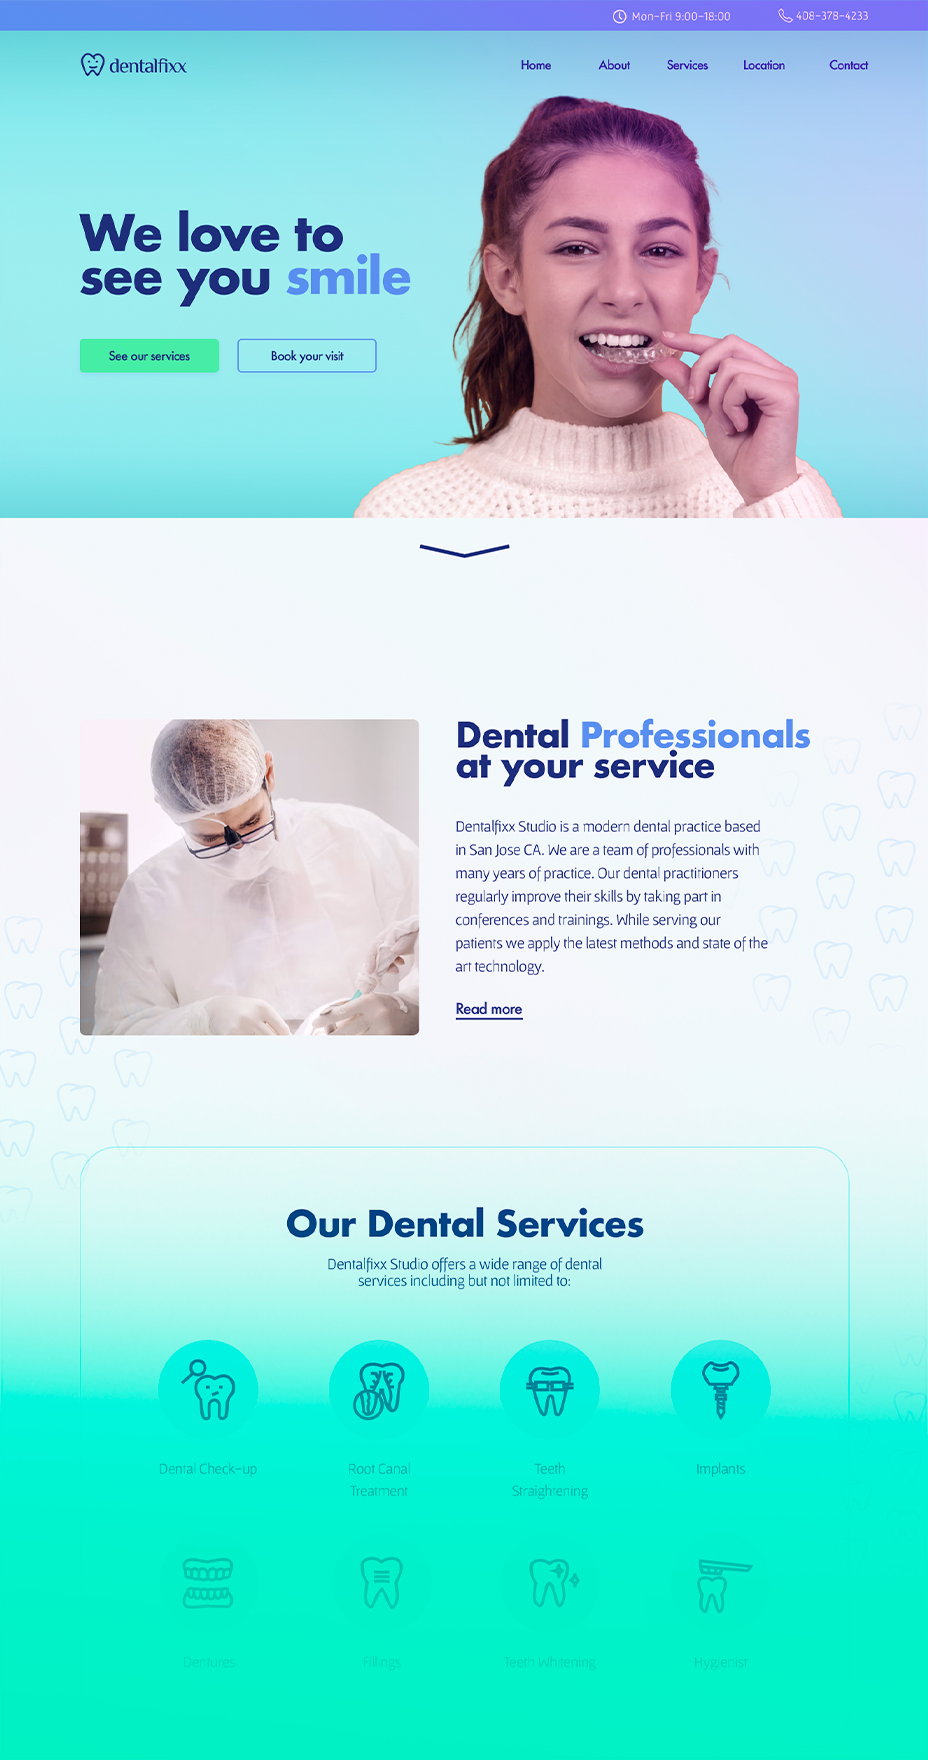 Mon-Fri 9:00-18:00
408-378-4233
dentalfixx
Home
About
Services
Location
Contact
We love to
see you smile
See our services
Book your visit
Dental Professionals
at your service
Dentalfixx Studio is a modern dental practice based
in San Jose CA. We are a team of professionals with
many years of practice. Our dental practitioners
regularly improve their skills by taking part in
conferences and trainings. While serving our
patients we apply the latest methods and state of the
art technology.
Read more
Our Dental Services
Dentalfixx Studio offers a wide range of dental
services including but not limited to:
Dental Check-up
Root Canal
Treatment
Teeth
Straightening
Implants
Dentures
Fillings
Teeth Whitening
Hygienist